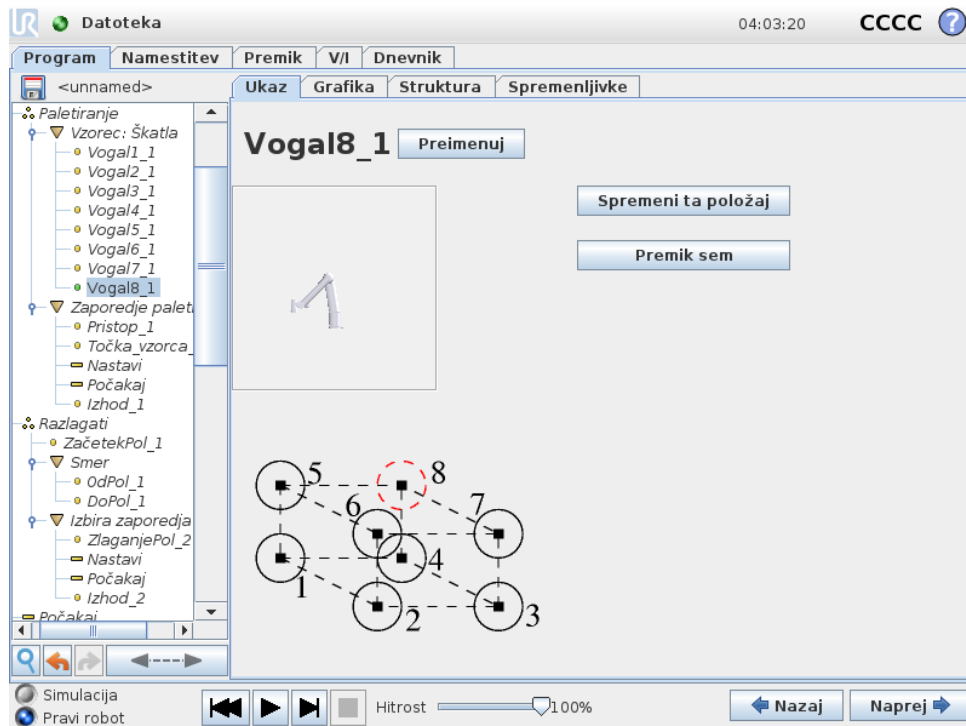 UR Datoteka 04:03:20 CCCC ?
Program Namestitev Premik V/I Dnevnik
<unnamed>
Ukaz Grafika Struktura Spremenljivke
Paletiranje
Vzorec: Škatla
Vogal1_1
Vogal2_1
Vogal3_1
Vogal4_1
Vogal5_1
Vogal6_1
Vogal7_1
Vogal8_1
Zaporedje paleti
Pristop_1
Točka_vzorca_
Nastavi
Počakaj
Izhod_1
Razlagati
ZačetekPol_1
Smer
OdPol_1
DoPol_1
Izbira zaporedja
ZlaganjePol_2
Nastavi
Počakaj
Izhod_2
Počakaj
Vogal8_1 Preimenuj
Spremeni ta položaj
Premik sem
5 8
6 7
1 4
2 3
Simulacija
Pravi robot
Hitrost 100%
Nazaj Naprej